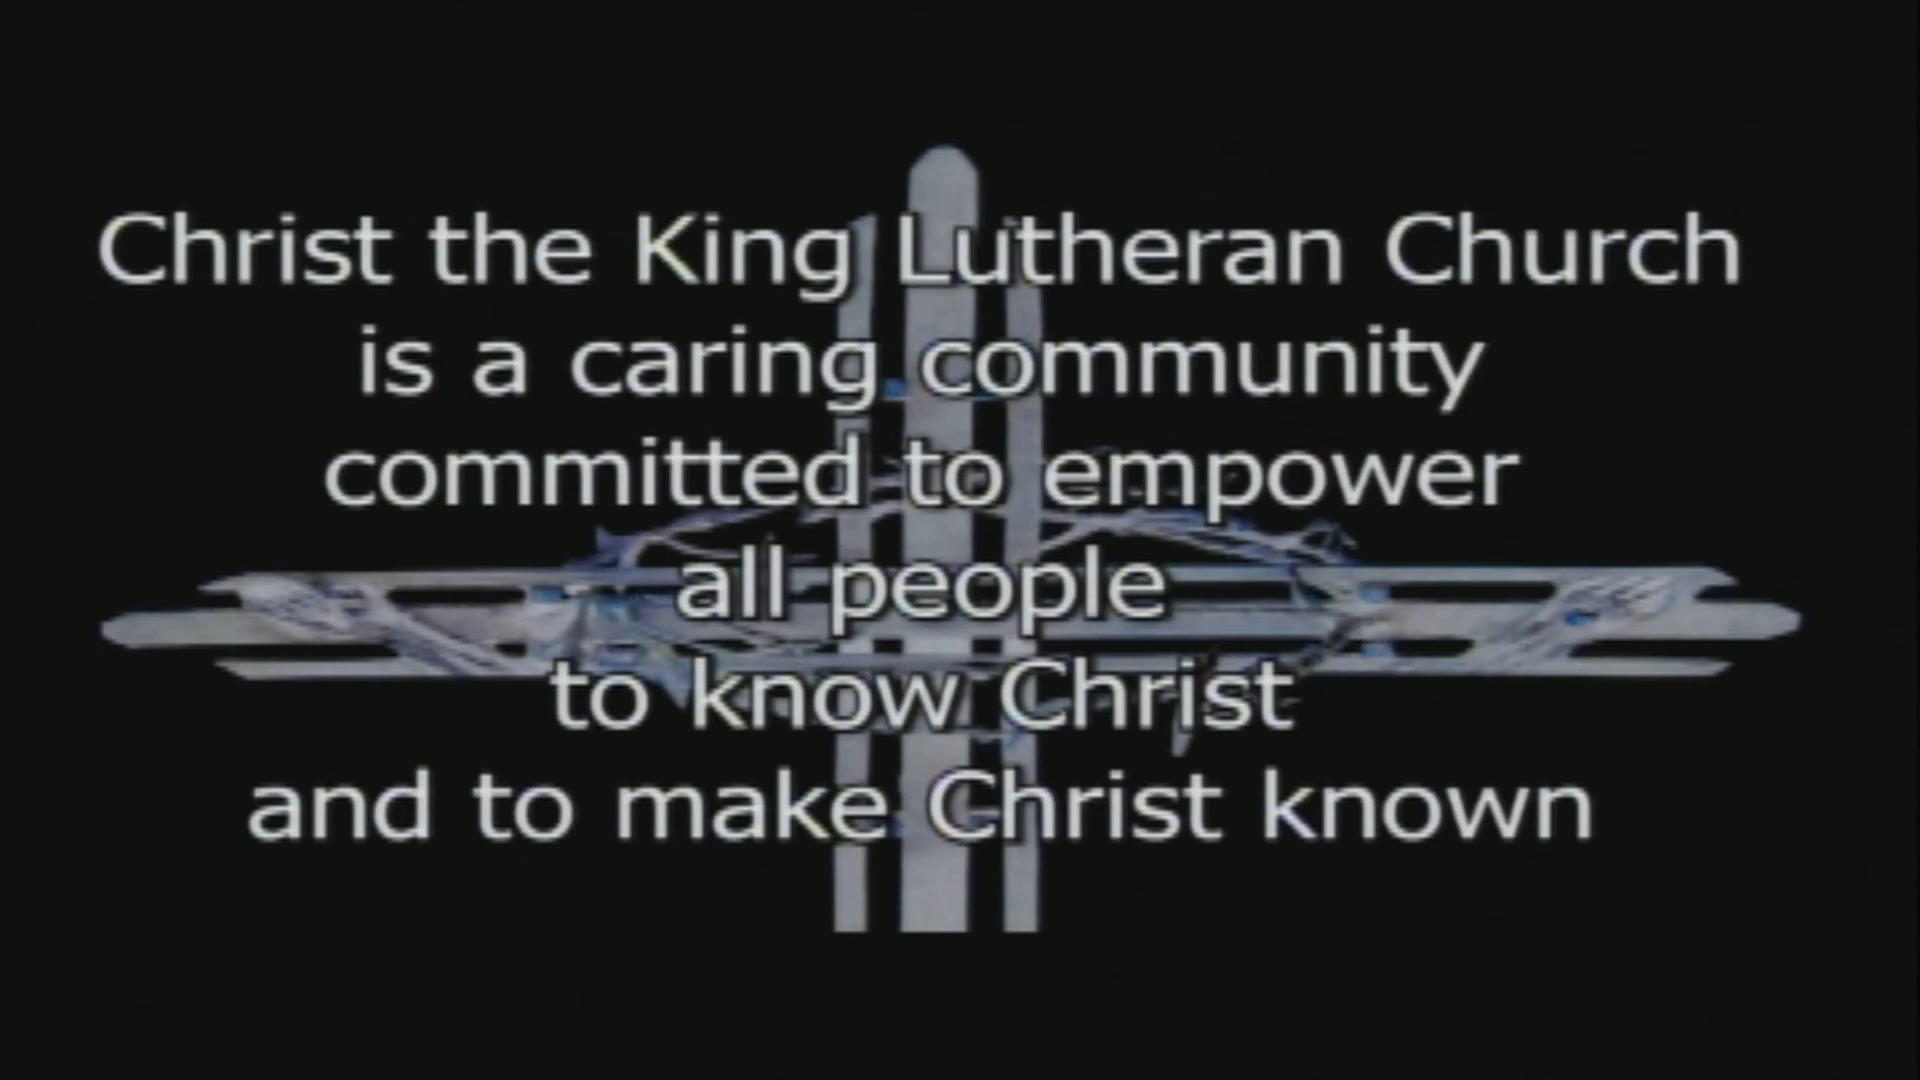 Christ the King Lutheran Church
is a caring community
committed to empower
all people
to know Christ
and to make Christ known